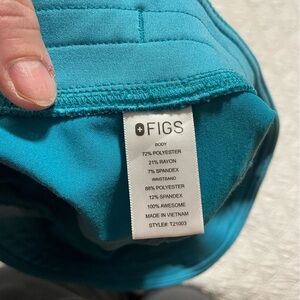 FIGS
BODY
72% POLYESTER
21% RAYON
7% SPANDEX
WAISTBAND
88% POLYESTER
12% SPANDEX
100% AWESOME
MADE IN VIETNAM
STYLE#: T21003